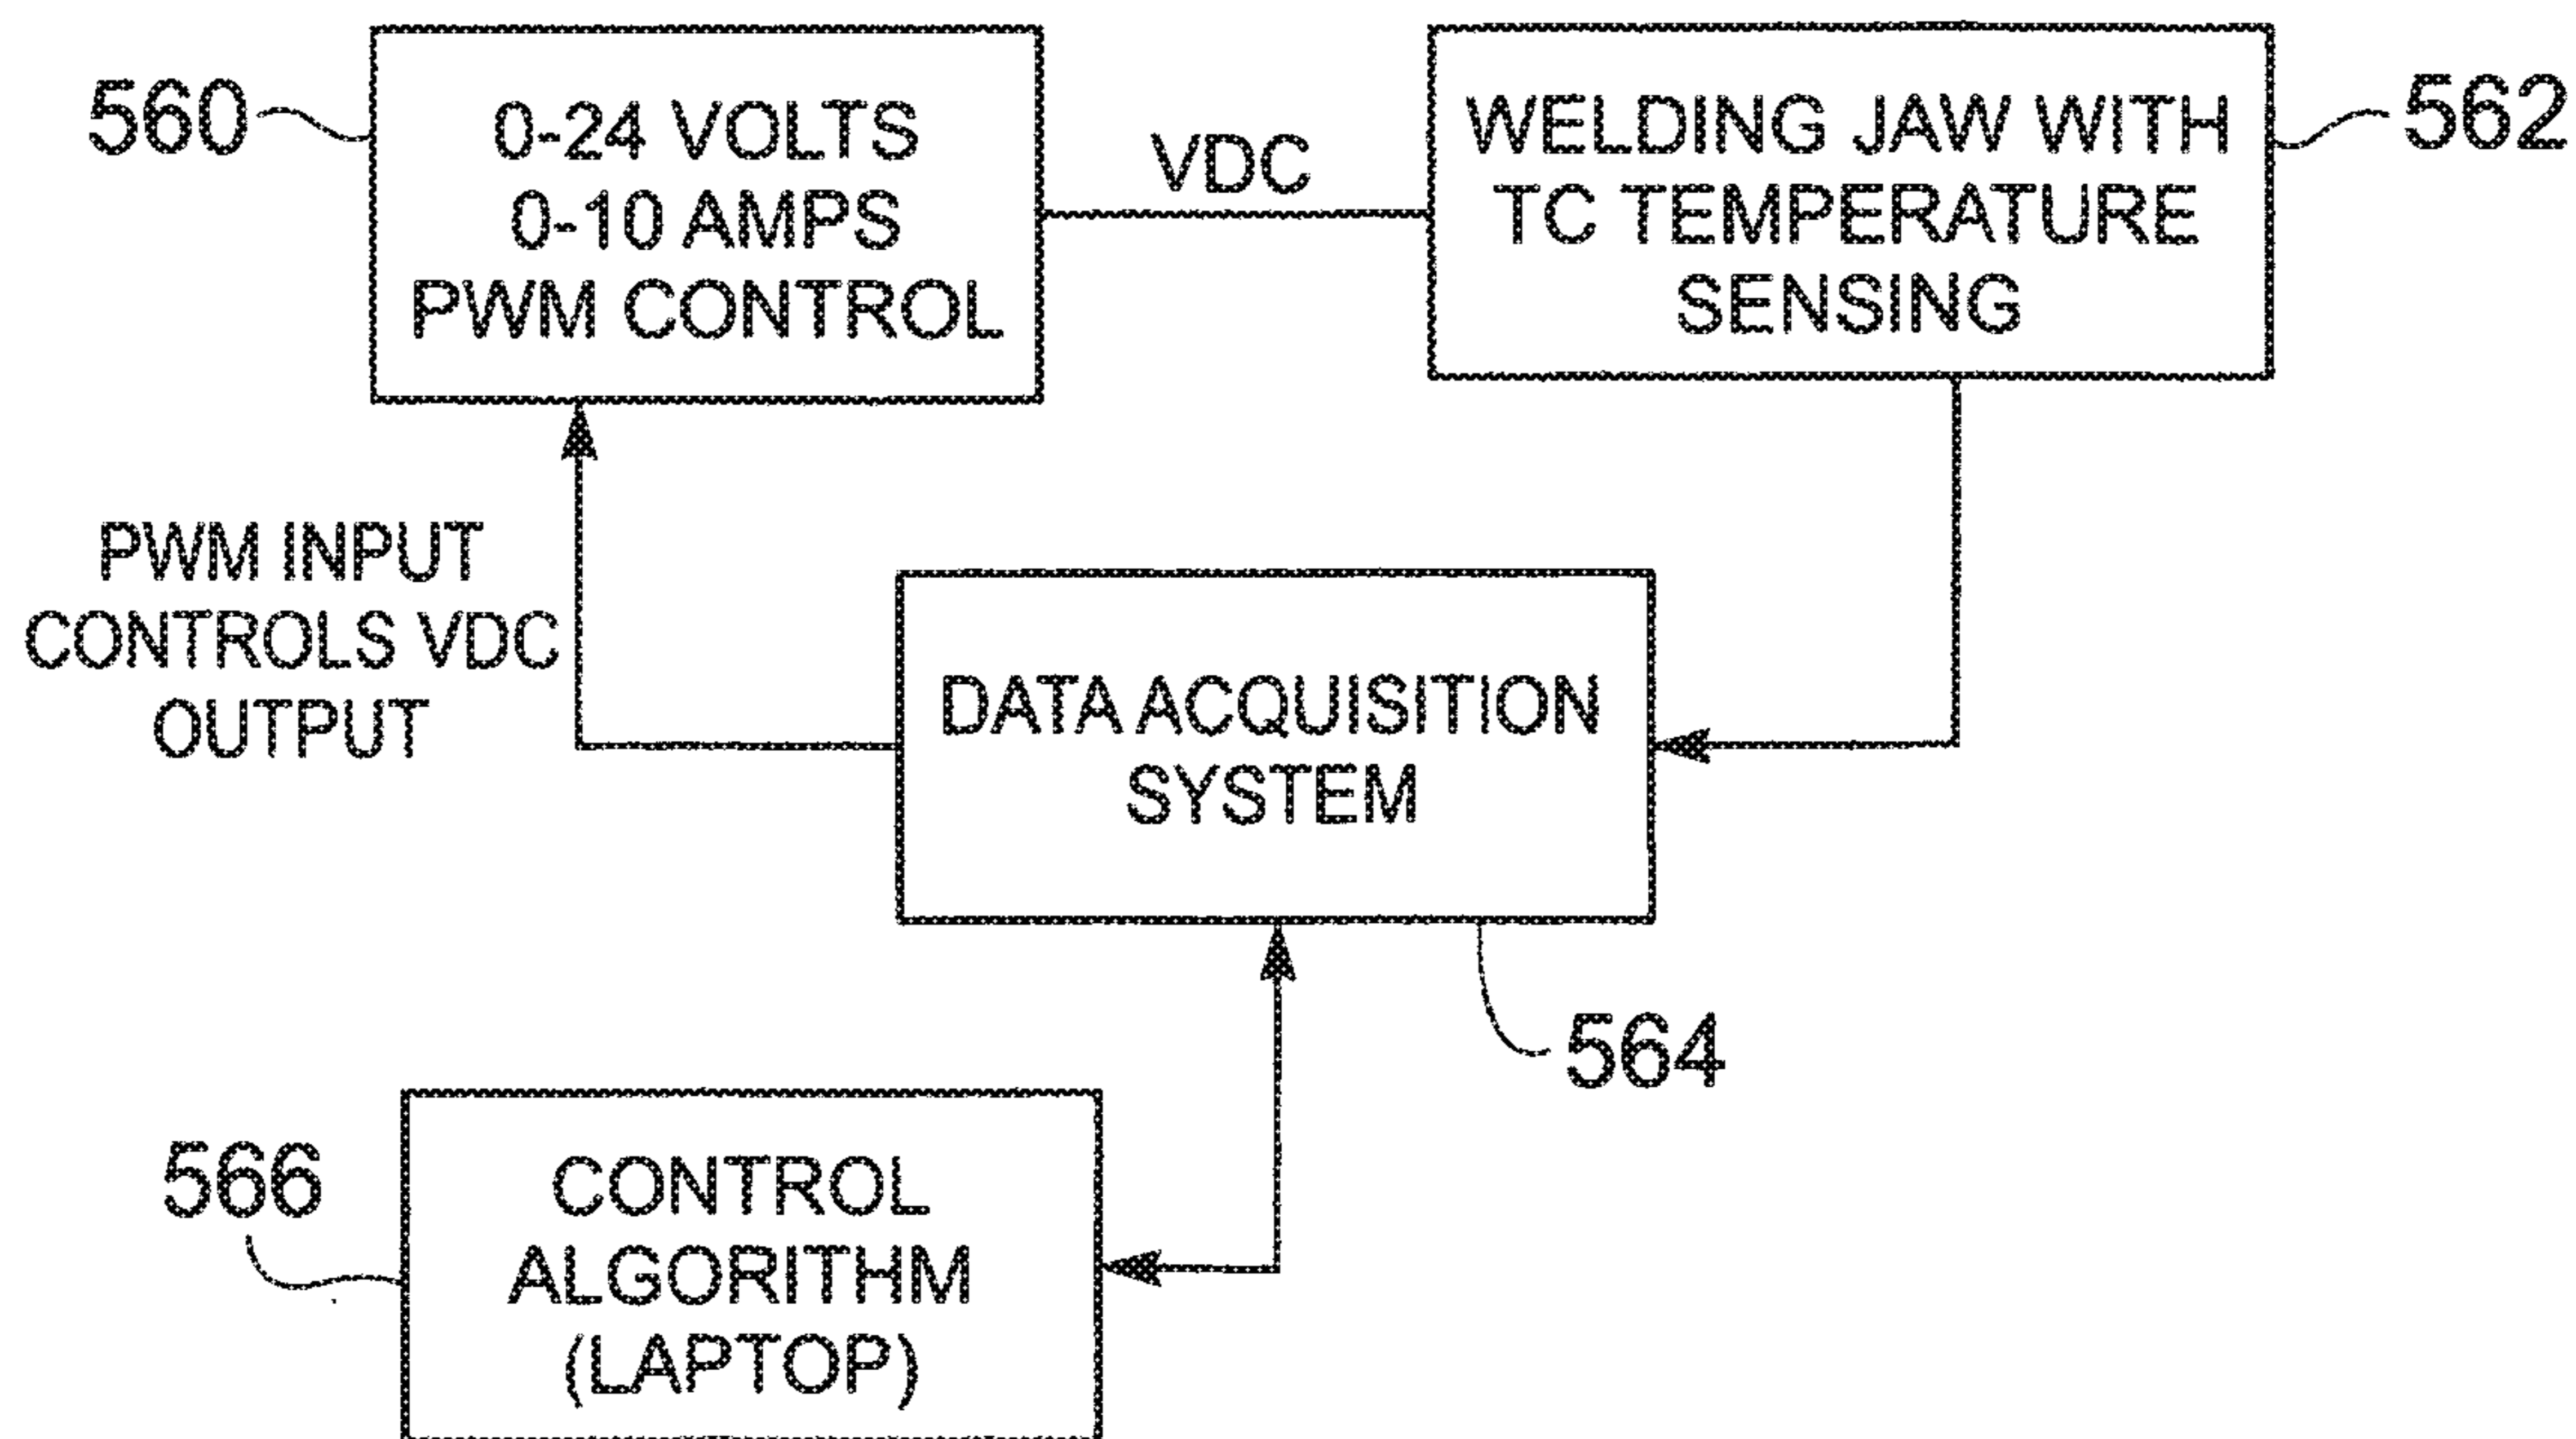 560
0-24 VOLTS
0-10 AMPS
PWM CONTROL
VDC
WELDING JAW WITH
TC TEMPERATURE
SENSING
562
PWM INPUT
CONTROLS VDC
OUTPUT
DATA ACQUISITION
SYSTEM
564
566
CONTROL
ALGORITHM
(LAPTOP)